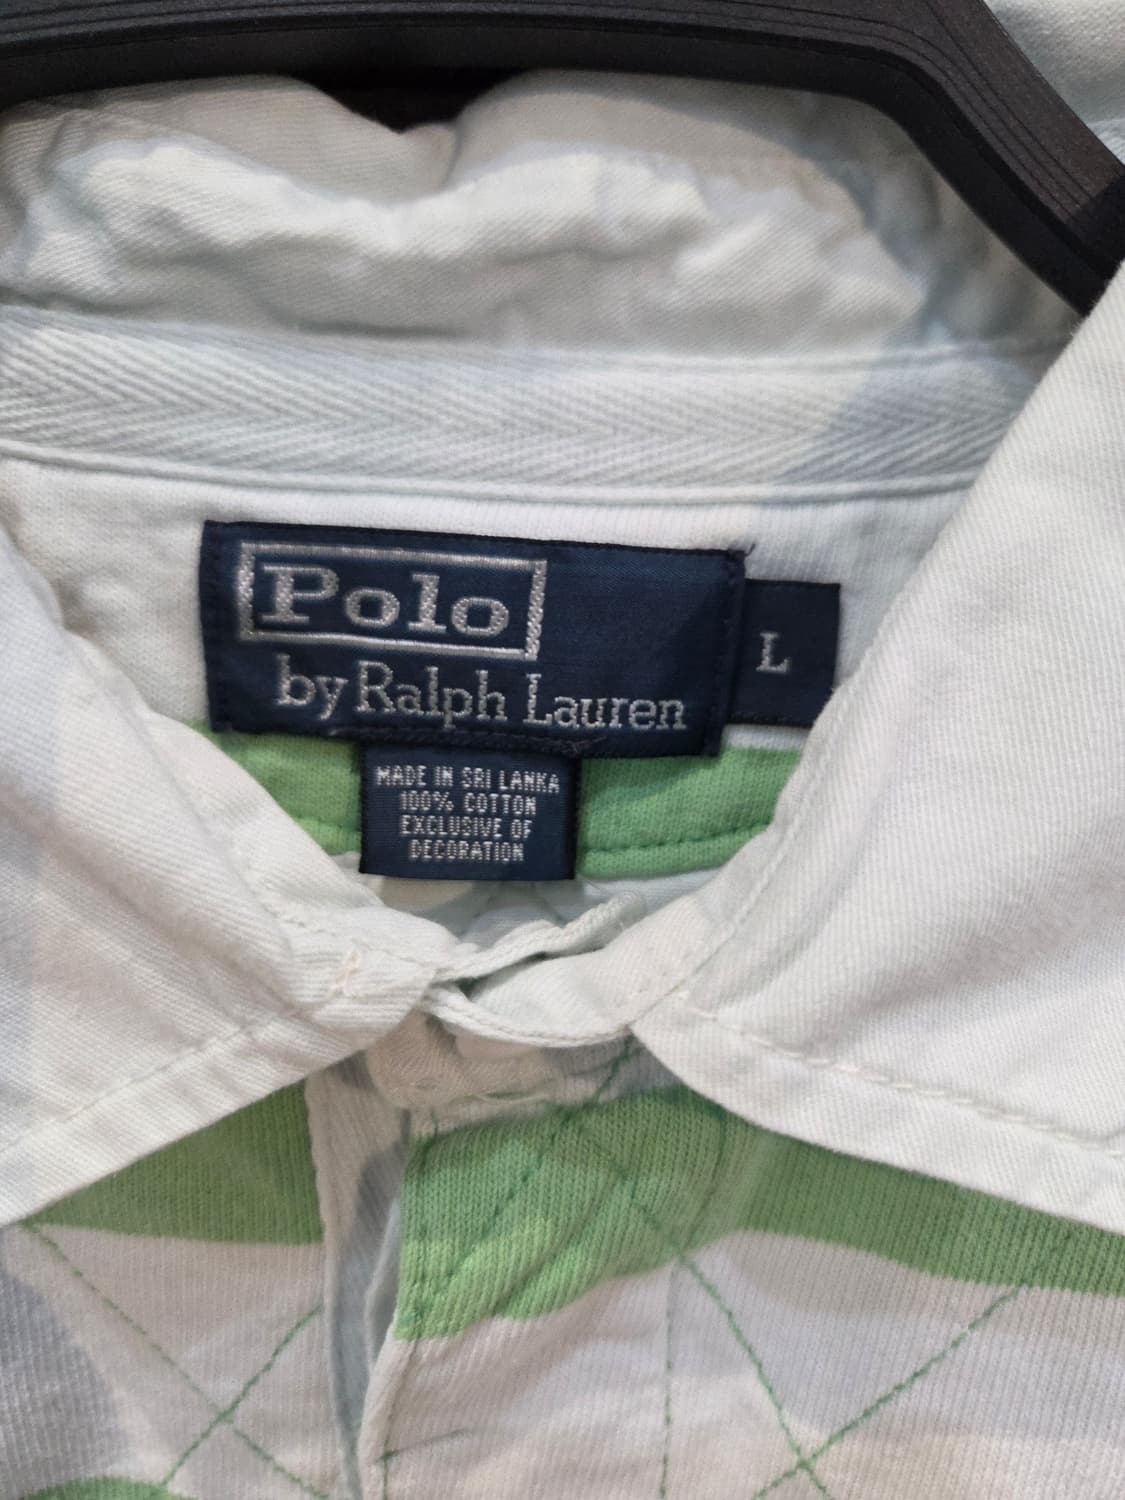 Polo
by Ralph Lauren
L
MADE IN SRI LANKA
100% COTTON
EXCLUSIVE OF
DECORATION